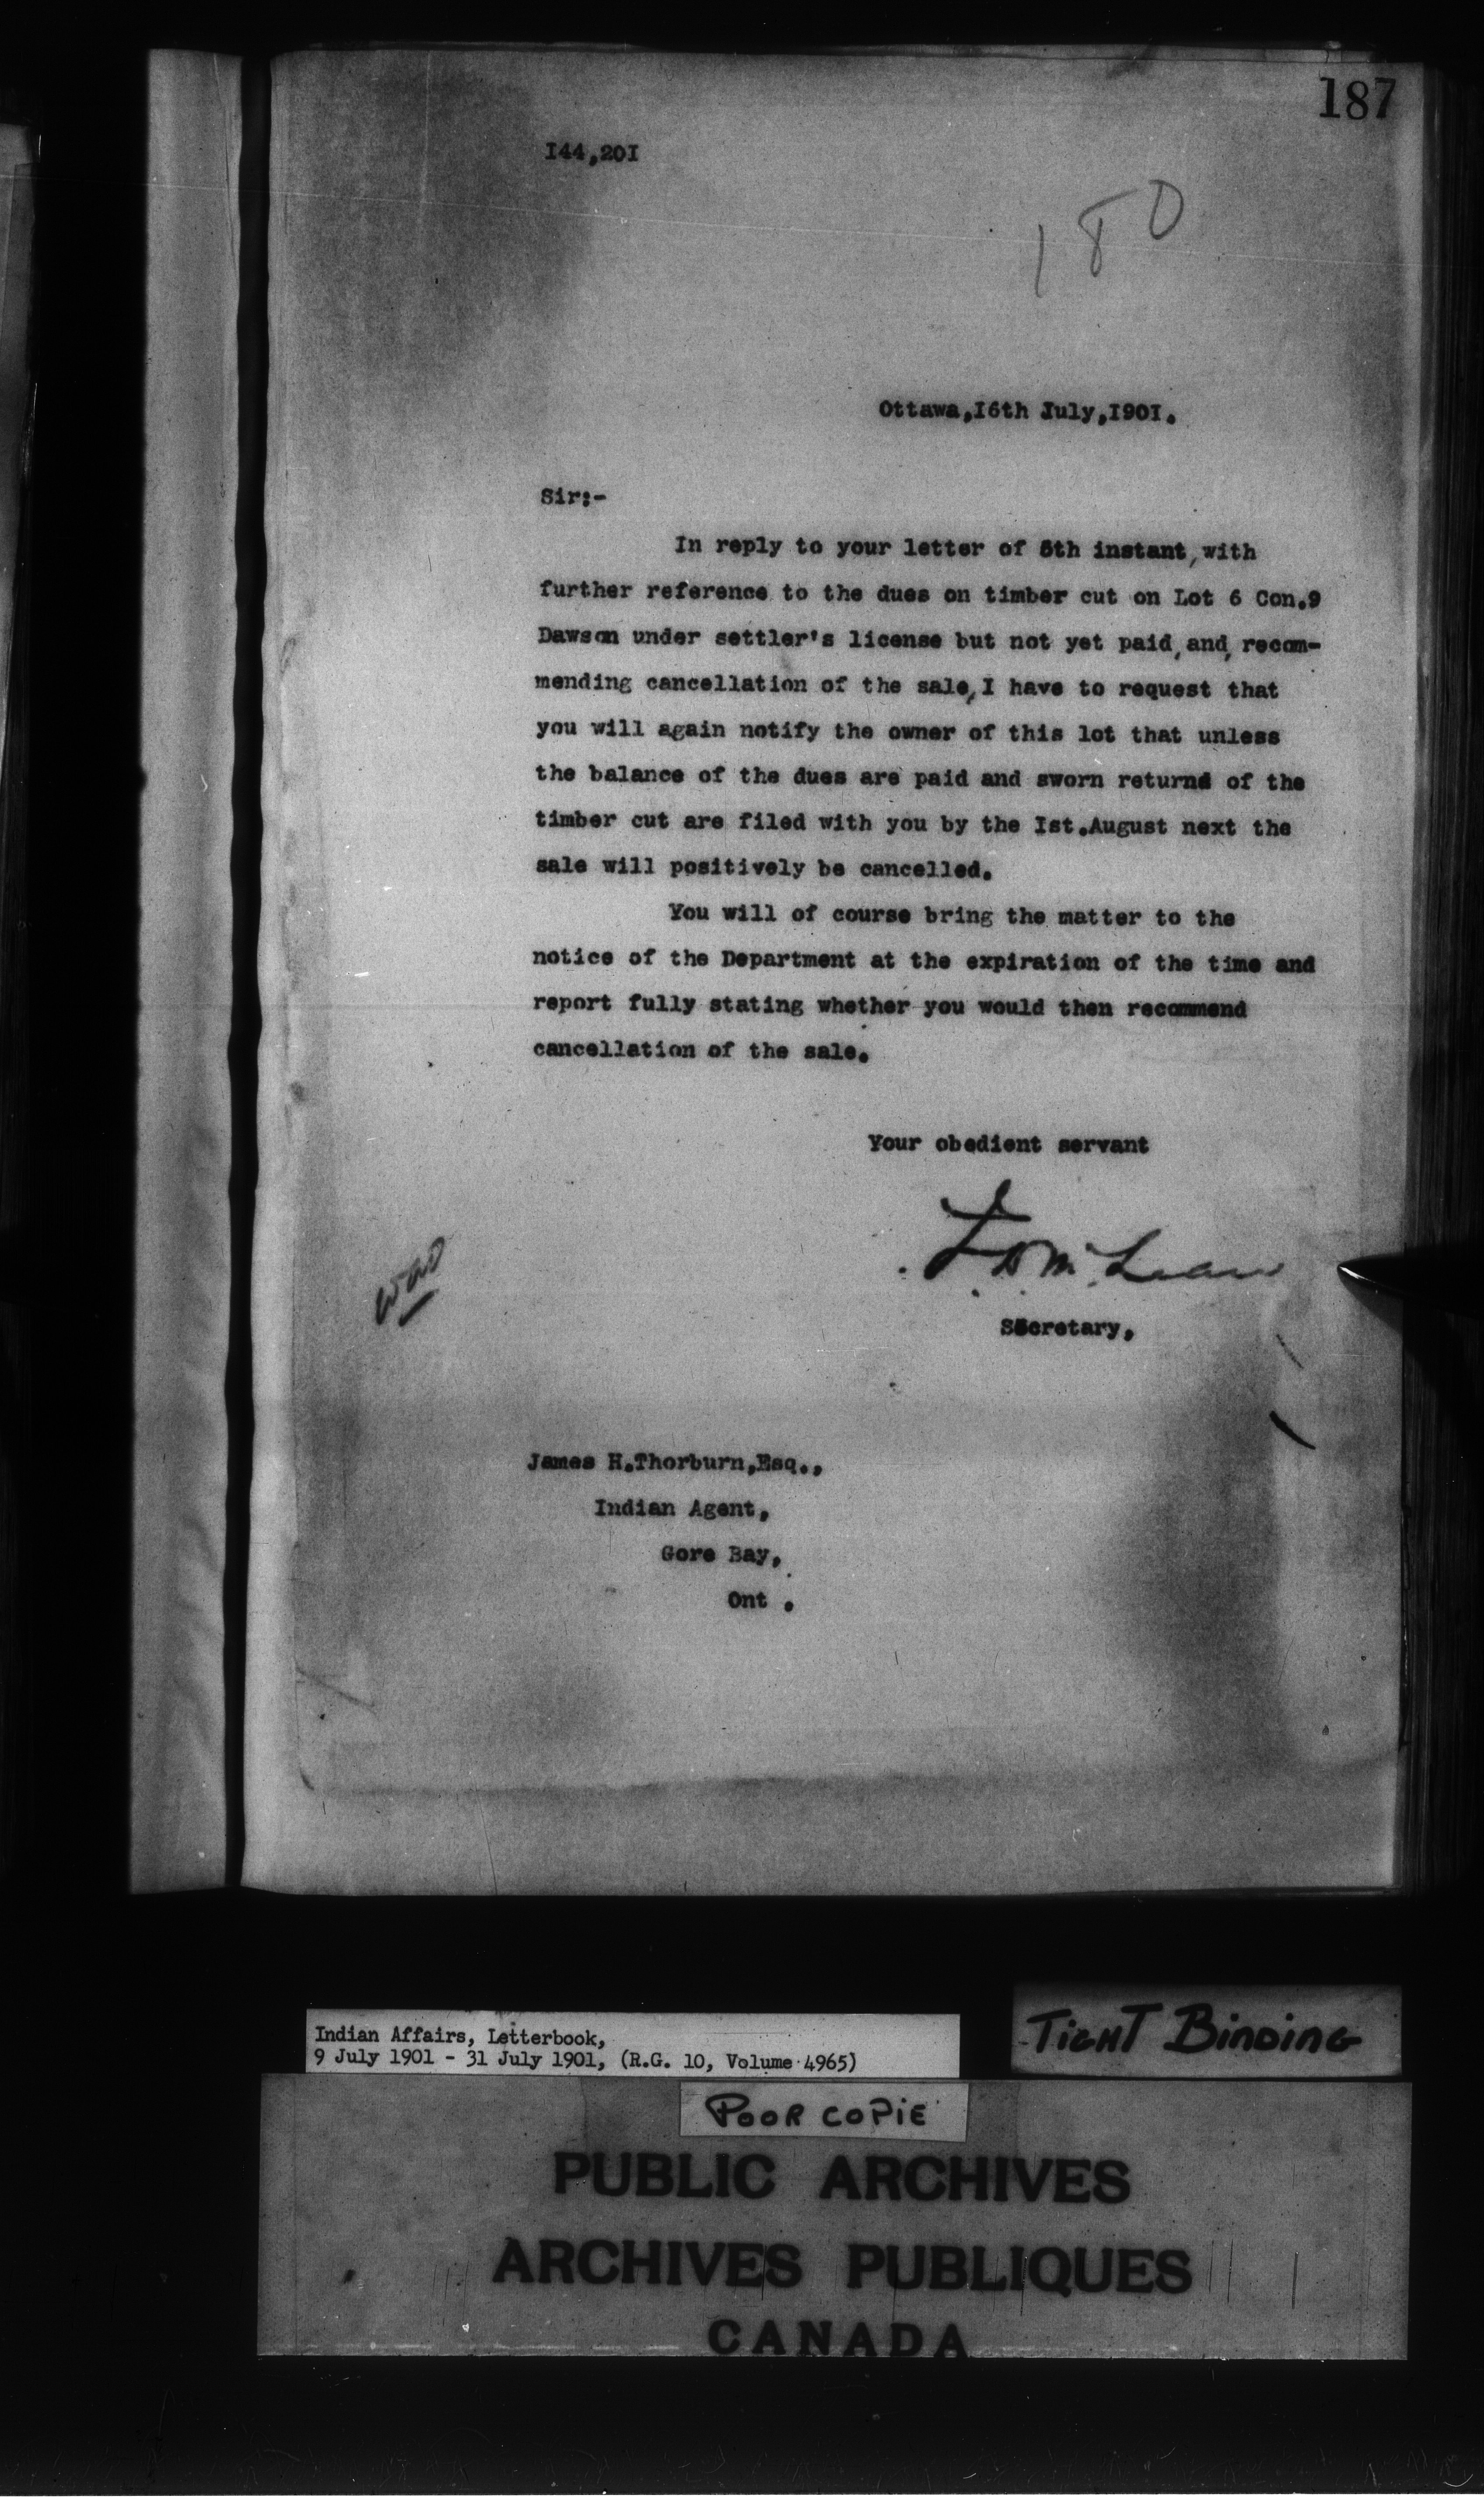 187
144,201
180
Ottawa,16th July,1901.
Sir:-
In reply to your letter of 5th instant,with
further reference to the dues on timber cut on Lot 6 Con.9
Dawson under settler's license but not yet paid,and,recom-
mending cancellation of the sale,I have to request that
you will again notify the owner of this lot that unless
the balance of the dues are paid and sworn returns of the
timber cut are filed with you by the 1st.August next the
sale will positively be cancelled.
You will of course bring the matter to the
notice of the Department at the expiration of the time and
report fully stating whether you would then recommend
cancellation of the sale.
Your obedient servant
J D McLean
Secretary,
James H.Thorburn,Esq.,
Indian Agent,
Gore Bay,
Ont .
Indian Affairs, Letterbook,
9 July 1901 - 31 July 1901, (R.G. 10, Volume 4965)
TIGHT BINDING
POOR COPIE
PUBLIC ARCHIVES
ARCHIVES PUBLIQUES
CANADA